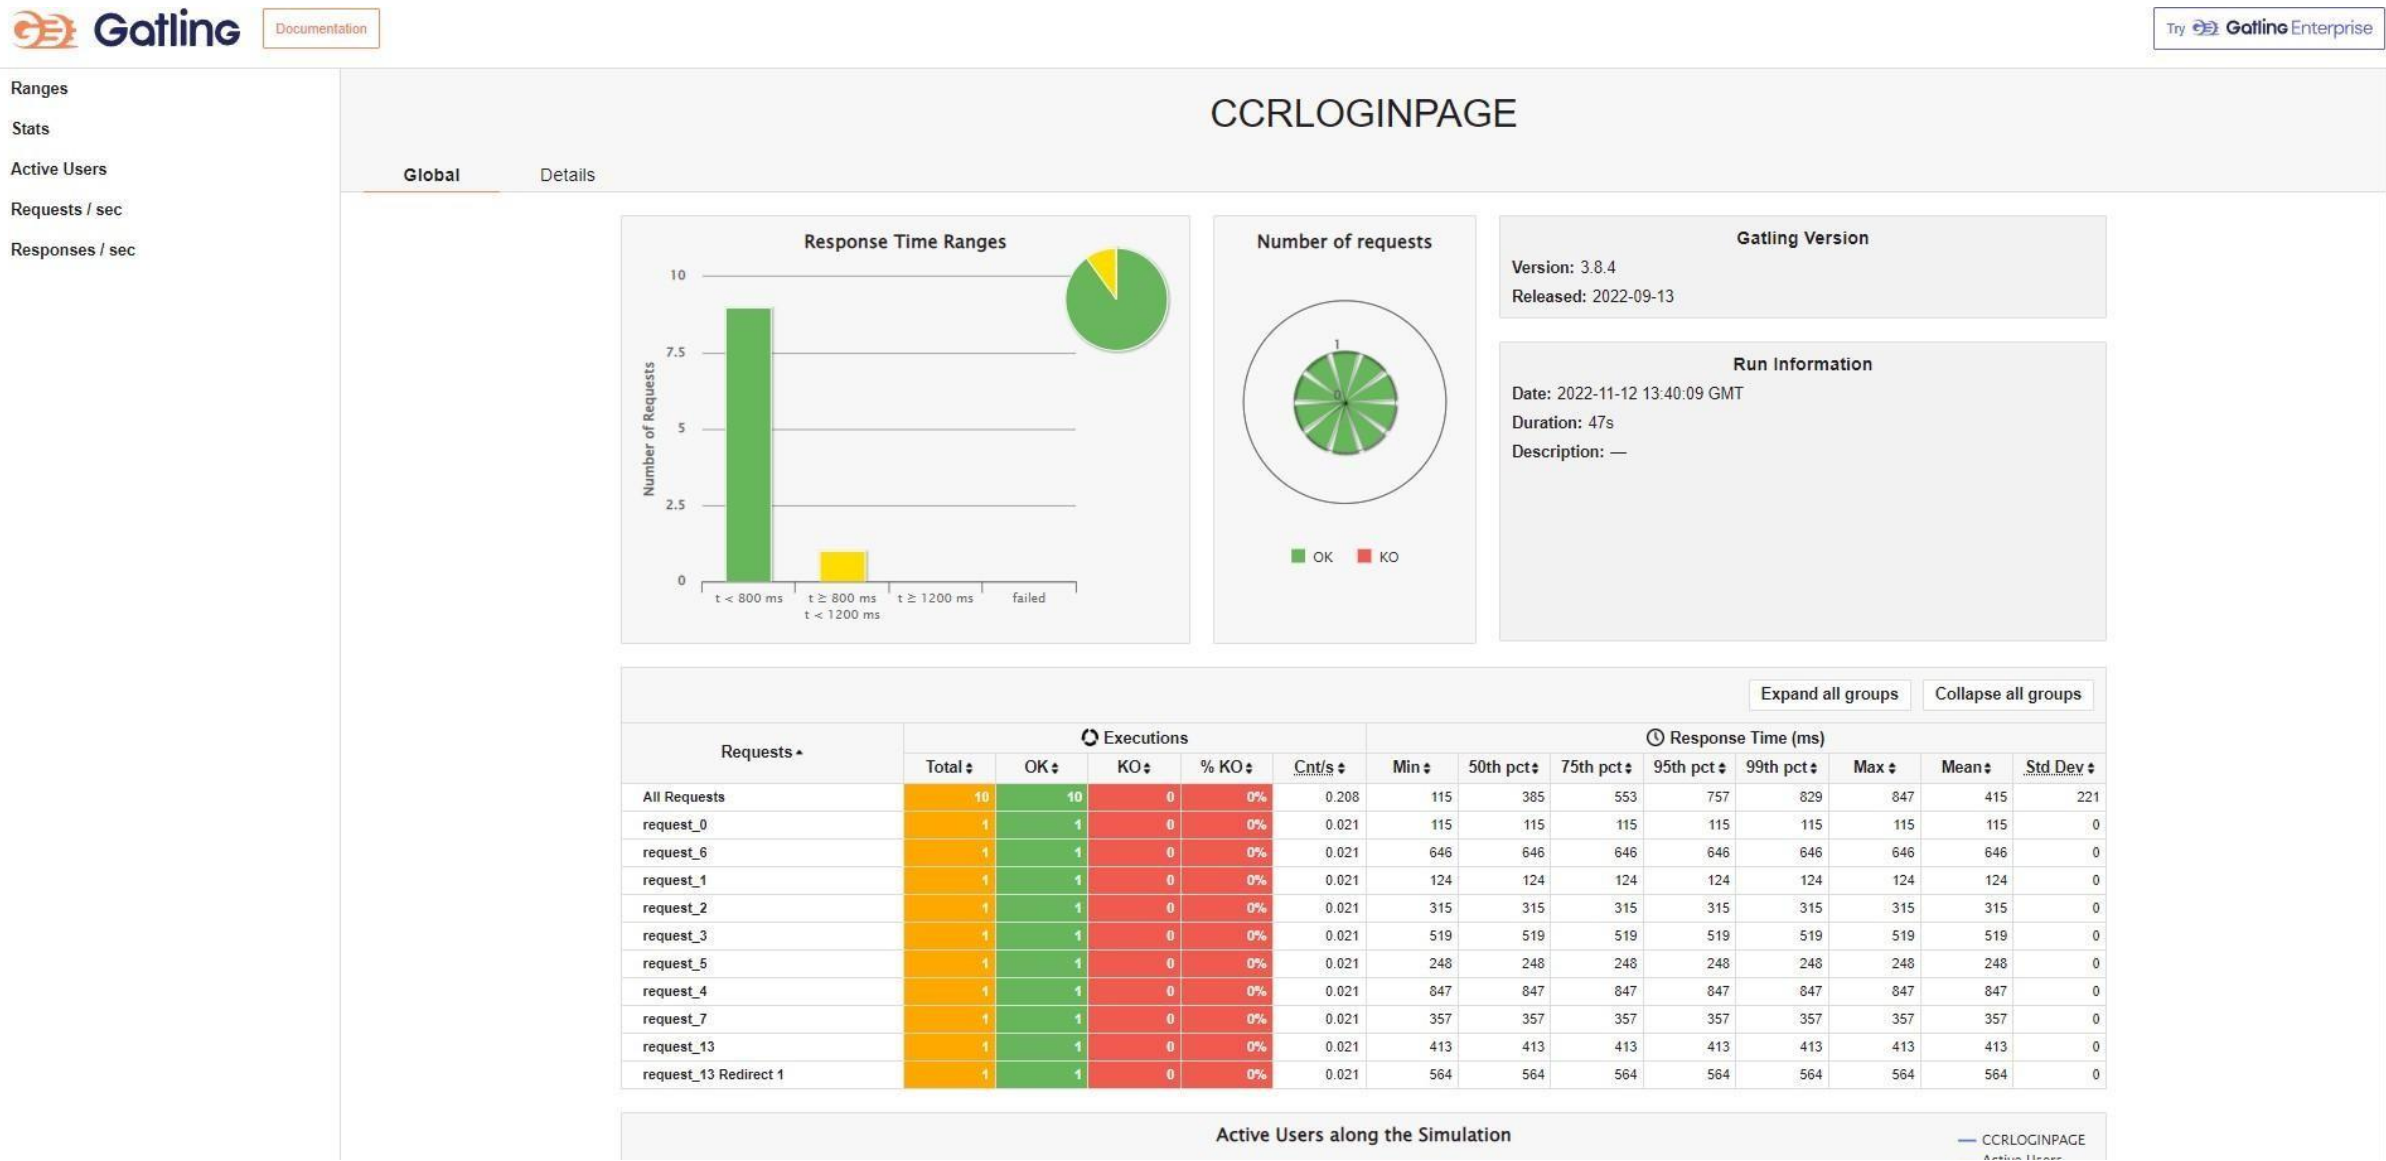 Gatling Documentation Try Gatling Enterprise
Ranges
Stats
Active Users
Requests / sec
Responses / sec
CCRLOGINPAGE
Global Details
Response Time Ranges
Number of Requests
10
7.5
5
2.5
0
t < 800 ms t ≥ 800 ms t ≥ 1200 ms failed
t < 1200 ms
Number of requests
1
0
OK KO
Gatling Version
Version: 3.8.4
Released: 2022-09-13
Run Information
Date: 2022-11-12 13:40:09 GMT
Duration: 47s
Description: —
Expand all groups Collapse all groups
Requests Executions Response Time (ms)
Total OK KO % KO Cnt/s Min 50th pct 75th pct 95th pct 99th pct Max Mean Std Dev
All Requests 10 10 0 0% 0.208 115 385 553 757 829 847 415 221
request_0 1 1 0 0% 0.021 115 115 115 115 115 115 115 0
request_6 1 1 0 0% 0.021 646 646 646 646 646 646 646 0
request_1 1 1 0 0% 0.021 124 124 124 124 124 124 124 0
request_2 1 1 0 0% 0.021 315 315 315 315 315 315 315 0
request_3 1 1 0 0% 0.021 519 519 519 519 519 519 519 0
request_5 1 1 0 0% 0.021 248 248 248 248 248 248 248 0
request_4 1 1 0 0% 0.021 847 847 847 847 847 847 847 0
request_7 1 1 0 0% 0.021 357 357 357 357 357 357 357 0
request_13 1 1 0 0% 0.021 413 413 413 413 413 413 413 0
request_13 Redirect 1 1 1 0 0% 0.021 564 564 564 564 564 564 564 0
Active Users along the Simulation
CCRLOGINPAGE
Active Users